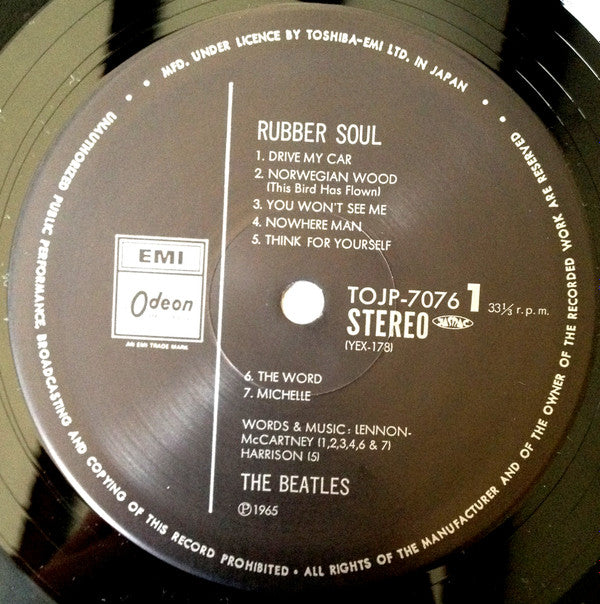 MFD. UNDER LICENCE BY TOSHIBA-EMI LTD. IN JAPAN
RUBBER SOUL
1. DRIVE MY CAR
2. NORWEGIAN WOOD
(This Bird Has Flown)
3. YOU WON'T SEE ME
4. NOWHERE MAN
5. THINK FOR YOURSELF
EMI
Odeon
AN EMI TRADE MARK
TOJP-7076 1 33⅓ r.p.m.
STEREO
(YEX-178)
6. THE WORD
7. MICHELLE
WORDS & MUSIC: LENNON-
McCARTNEY (1,2,3,4,6 & 7)
HARRISON (5)
THE BEATLES
Ⓟ1965
UNAUTHORIZED PUBLIC PERFORMANCE, BROADCASTING AND COPYING OF THIS RECORD PROHIBITED • ALL RIGHTS OF THE MANUFACTURER AND OF THE OWNER OF THE RECORDED WORK ARE RESERVED